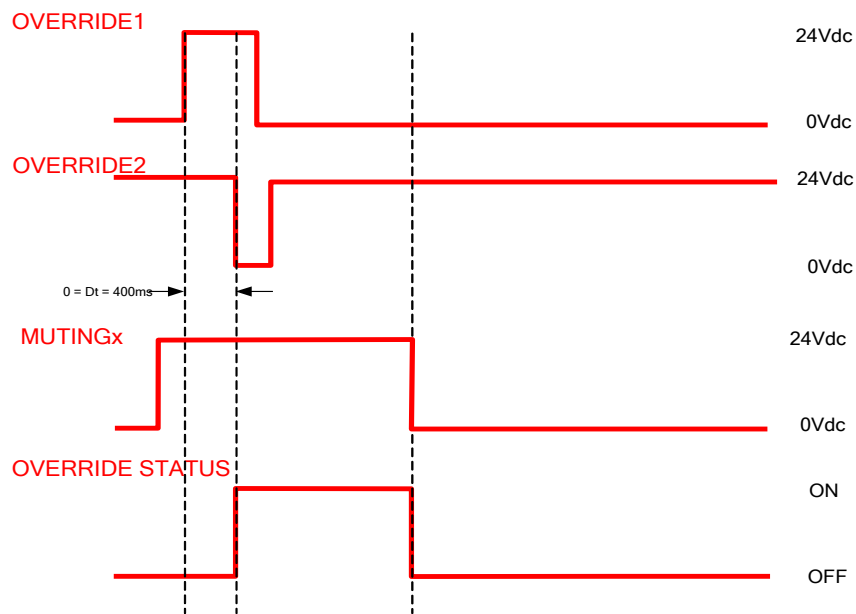 OVERRIDE1
24Vdc
0Vdc
OVERRIDE2
24Vdc
0Vdc
0 = Dt = 400ms
MUTINGx
24Vdc
0Vdc
OVERRIDE STATUS
ON
OFF